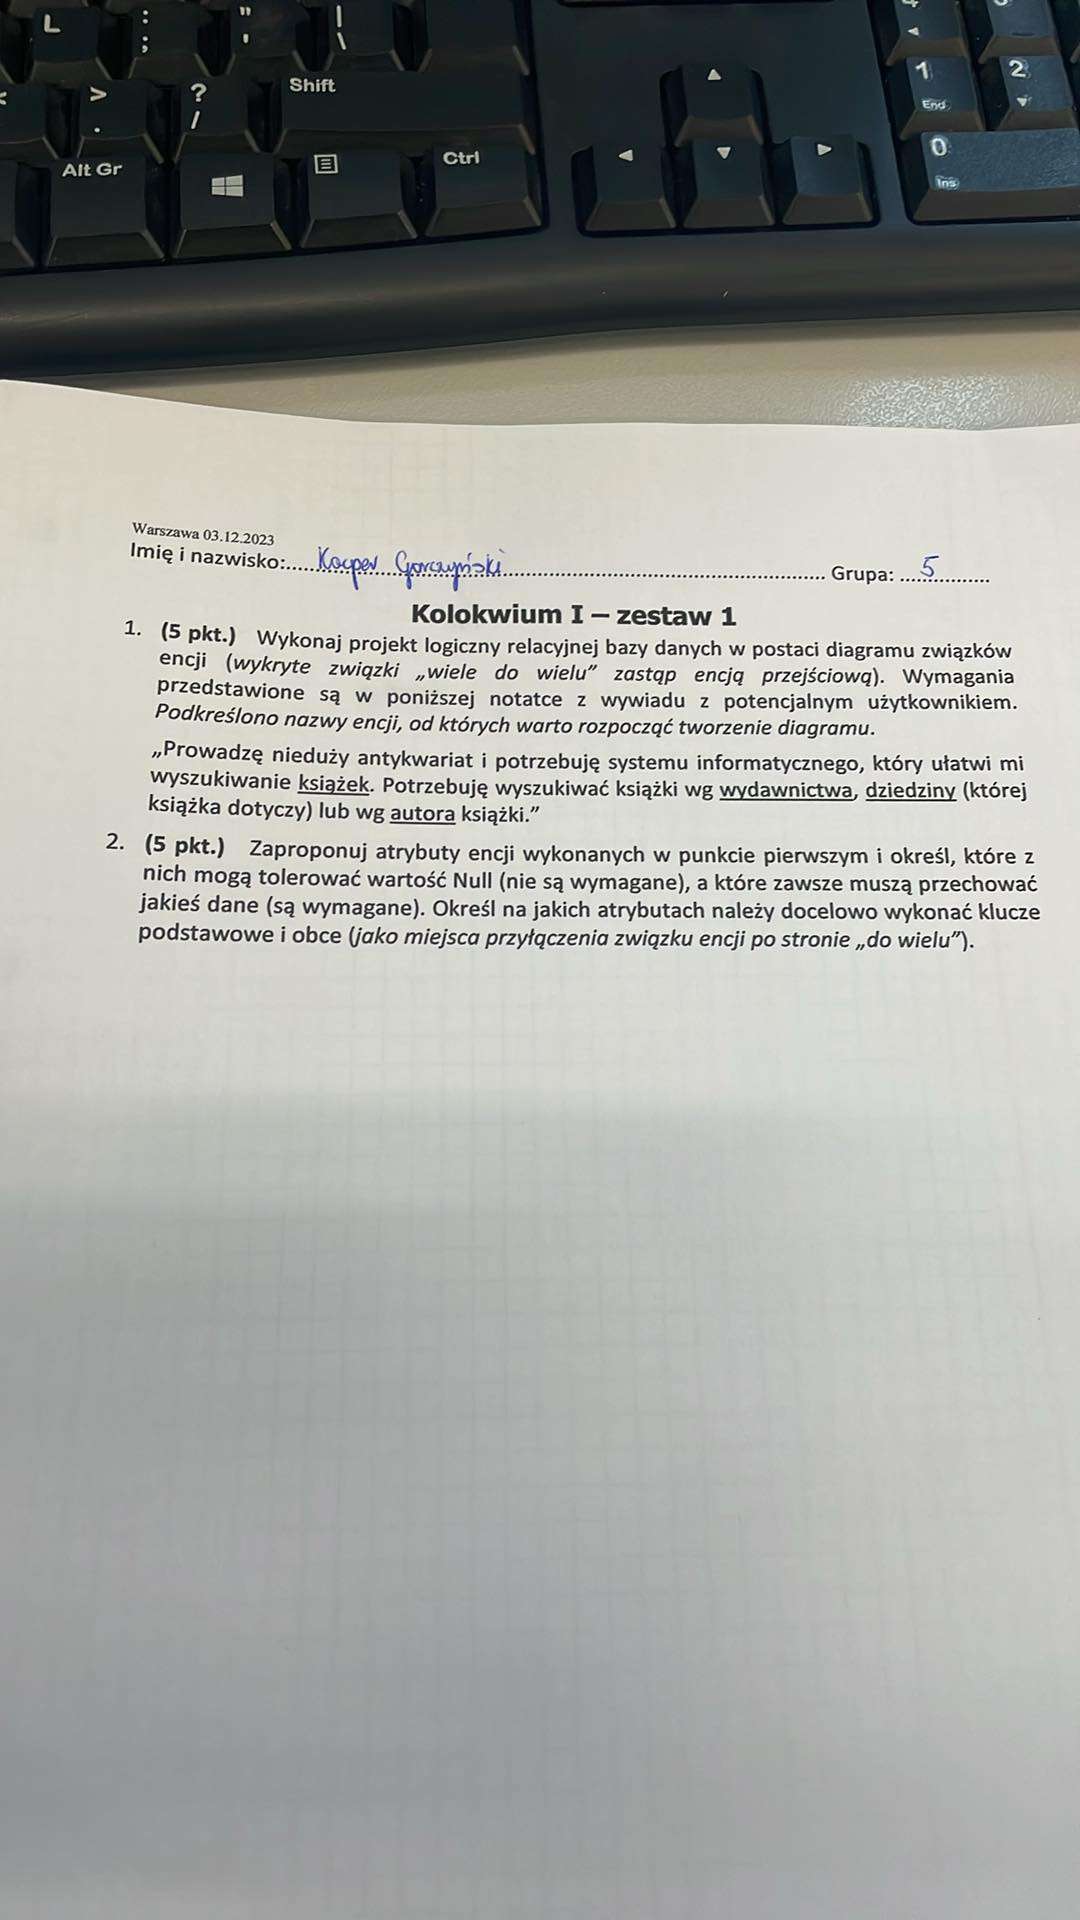 L : ; " ' | \
< > . ? / Shift
Alt Gr Ctrl
1 End 2
0 Ins
Warszawa 03.12.2023
Imię i nazwisko:..... Kacper Gorczyński ..... Grupa: ..... 5 .....
Kolokwium I – zestaw 1
1. (5 pkt.) Wykonaj projekt logiczny relacyjnej bazy danych w postaci diagramu związków
encji (wykryte związki „wiele do wielu” zastąp encją przejściową). Wymagania
przedstawione są w poniższej notatce z wywiadu z potencjalnym użytkownikiem.
Podkreślono nazwy encji, od których warto rozpocząć tworzenie diagramu.
„Prowadzę nieduży antykwariat i potrzebuję systemu informatycznego, który ułatwi mi
wyszukiwanie książek. Potrzebuję wyszukiwać książki wg wydawnictwa, dziedziny (której
książka dotyczy) lub wg autora książki.”
2. (5 pkt.) Zaproponuj atrybuty encji wykonanych w punkcie pierwszym i określ, które z
nich mogą tolerować wartość Null (nie są wymagane), a które zawsze muszą przechować
jakieś dane (są wymagane). Określ na jakich atrybutach należy docelowo wykonać klucze
podstawowe i obce (jako miejsca przyłączenia związku encji po stronie „do wielu”).